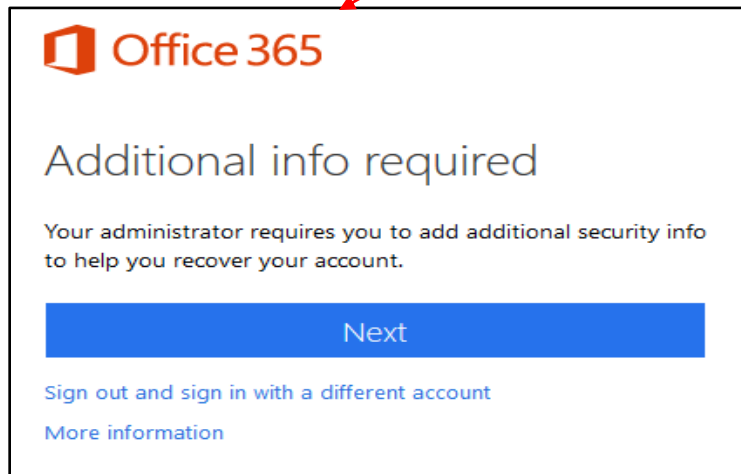 Office 365
Additional info required
Your administrator requires you to add additional security info
to help you recover your account.
Next
Sign out and sign in with a different account
More information